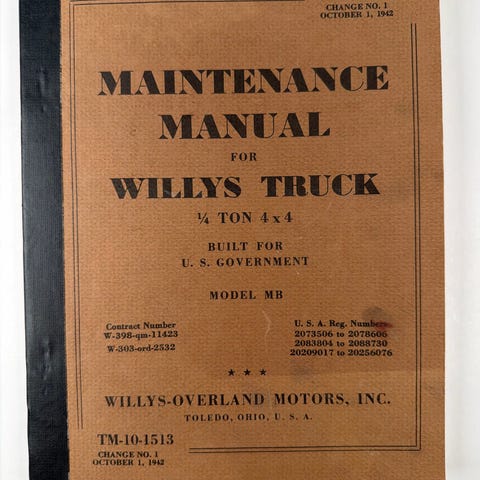 CHANGE NO. 1
OCTOBER 1, 1942
MAINTENANCE
MANUAL
FOR
WILLYS TRUCK
¼ TON 4 x 4
BUILT FOR
U. S. GOVERNMENT
MODEL MB
Contract Number
W-398-qm-11423
W-303-ord-2532
U. S. A. Reg. Numbers
2073506 to 2078606
2083804 to 2088730
20209017 to 20256076
★ ★ ★
WILLYS-OVERLAND MOTORS, INC.
TOLEDO, OHIO, U. S. A.
TM-10-1513
CHANGE NO. 1
OCTOBER 1, 1942